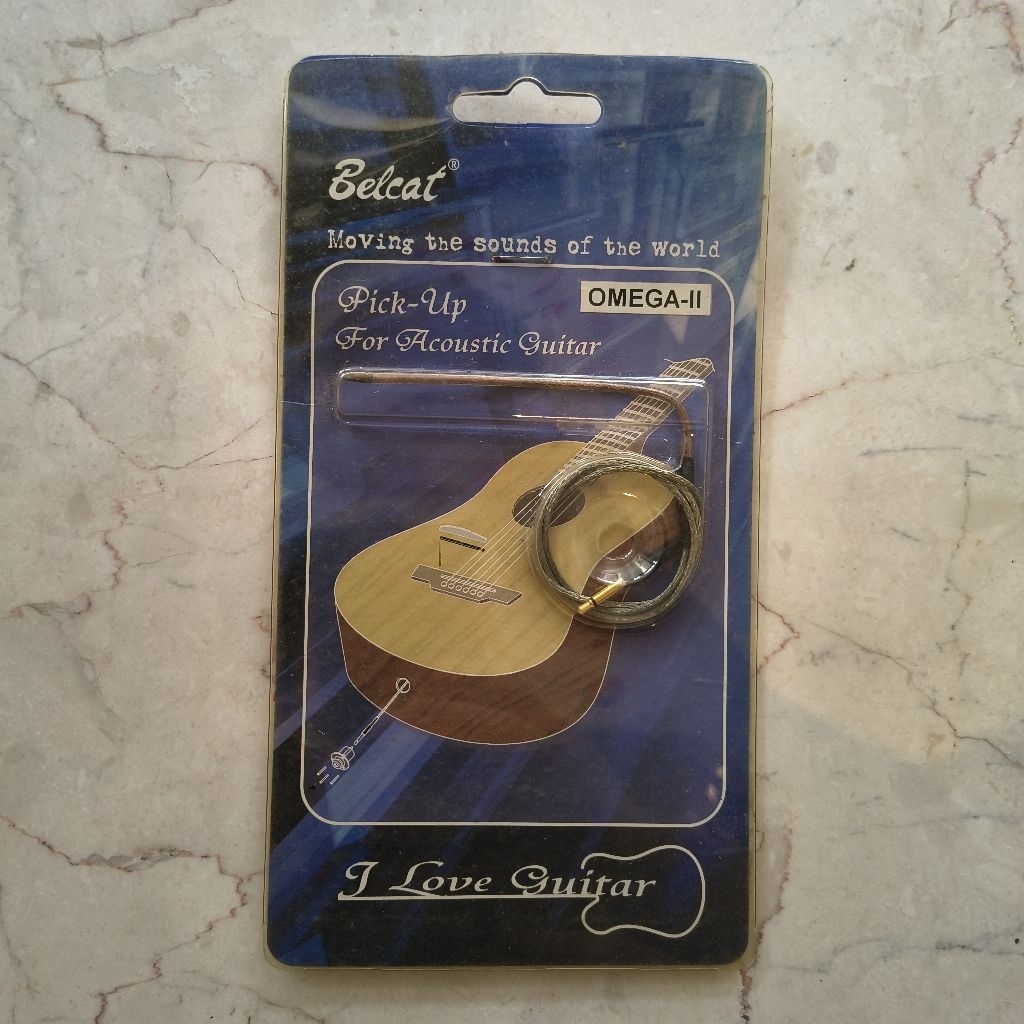 Belcat®
Moving the sounds of the world
Pick-Up
OMEGA-II
For Acoustic Guitar
I Love Guitar